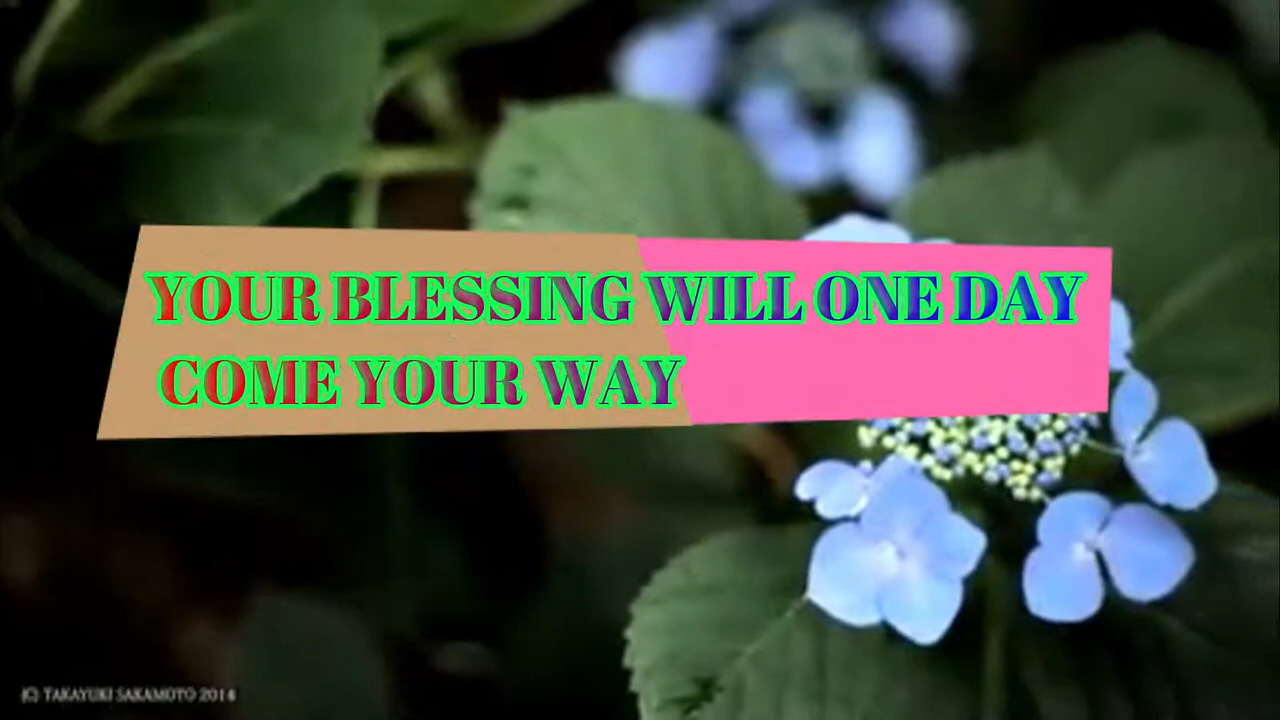 YOUR BLESSING WILL ONE DAY
COME YOUR WAY
(C) TAKAYUKI SAKAMOTO 2014